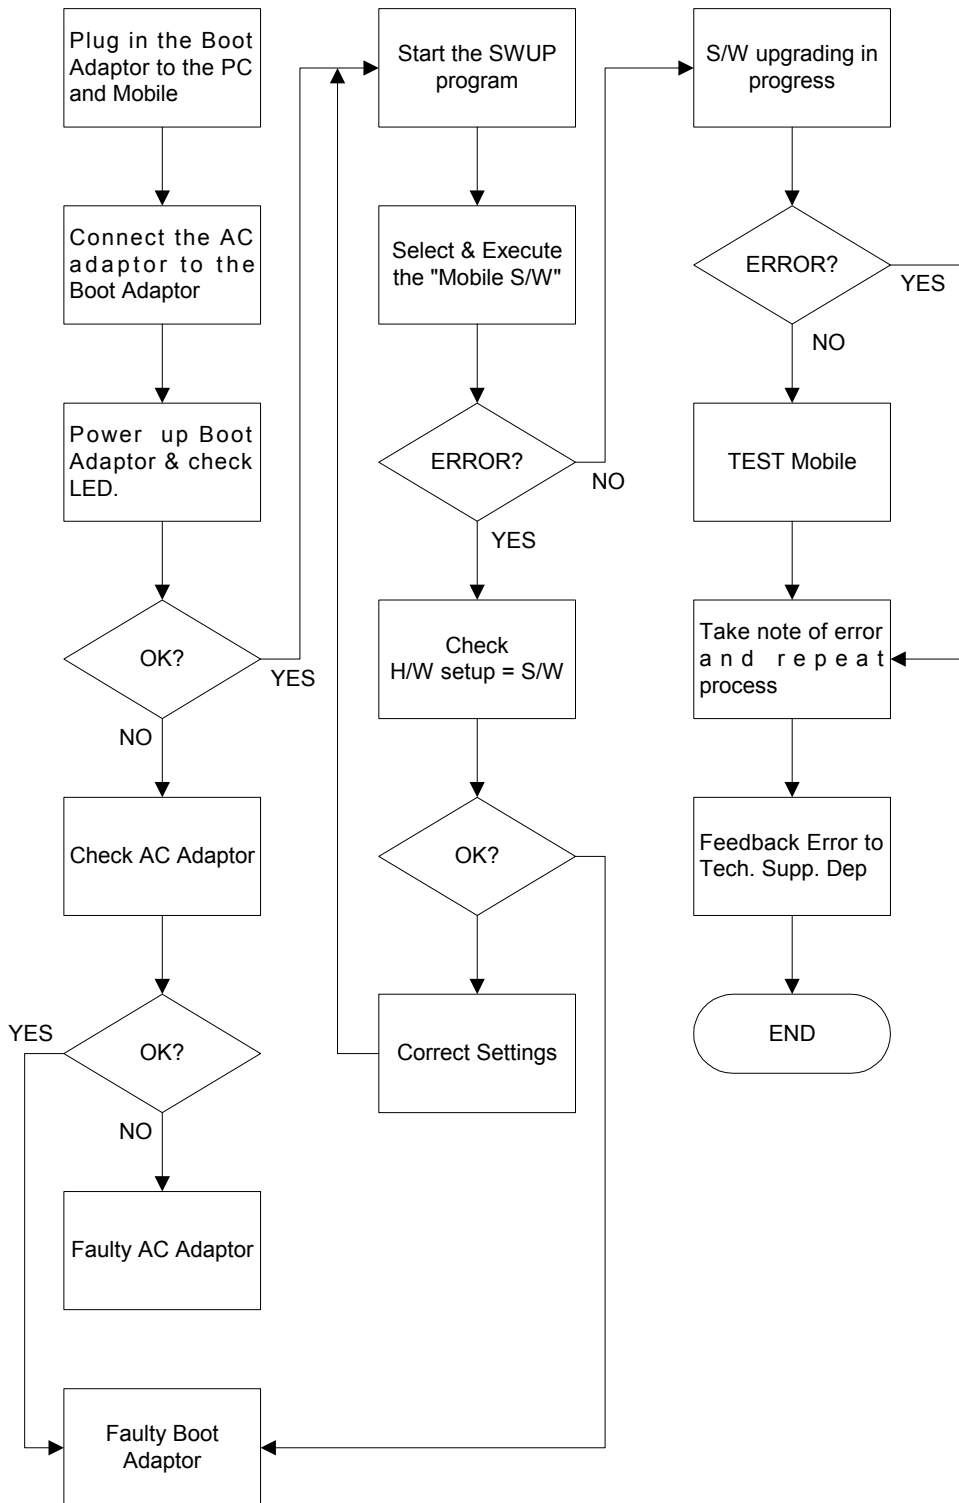 Plug in the Boot
Adaptor to the PC
and Mobile
Connect the AC
adaptor to the
Boot Adaptor
Power up Boot
Adaptor & check
LED.
OK?
YES
NO
Check AC Adaptor
YES
OK?
NO
Faulty AC Adaptor
Faulty Boot
Adaptor
Start the SWUP
program
Select & Execute
the "Mobile S/W"
ERROR?
NO
YES
Check
H/W setup = S/W
OK?
Correct Settings
S/W upgrading in
progress
ERROR?
YES
NO
TEST Mobile
Take note of error
and repeat
process
Feedback Error to
Tech. Supp. Dep
END